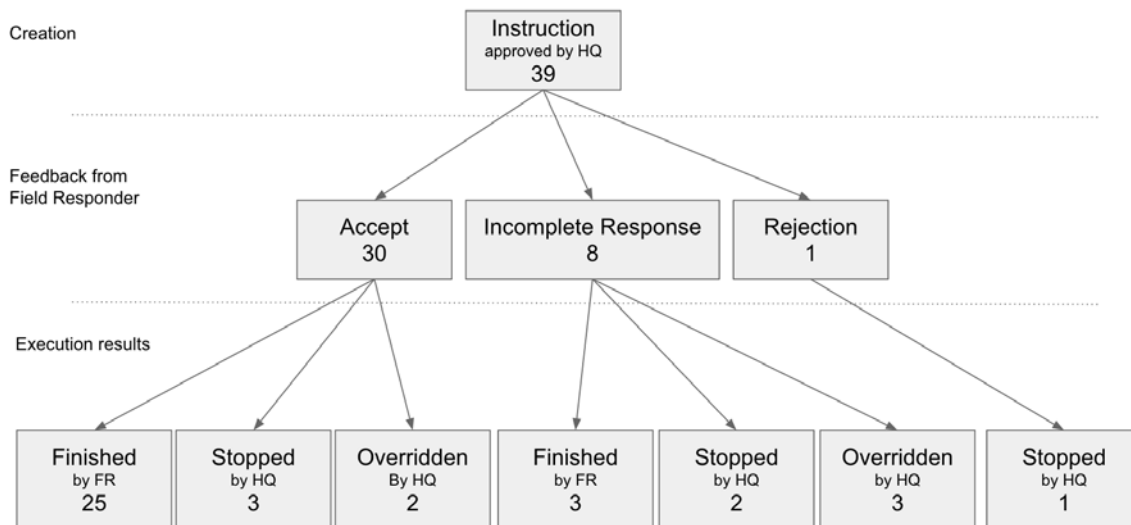 Creation
Instruction
approved by HQ
39
Feedback from
Field Responder
Accept
30
Incomplete Response
8
Rejection
1
Execution results
Finished
by FR
25
Stopped
by HQ
3
Overridden
By HQ
2
Finished
by FR
3
Stopped
by HQ
2
Overridden
by HQ
3
Stopped
by HQ
1